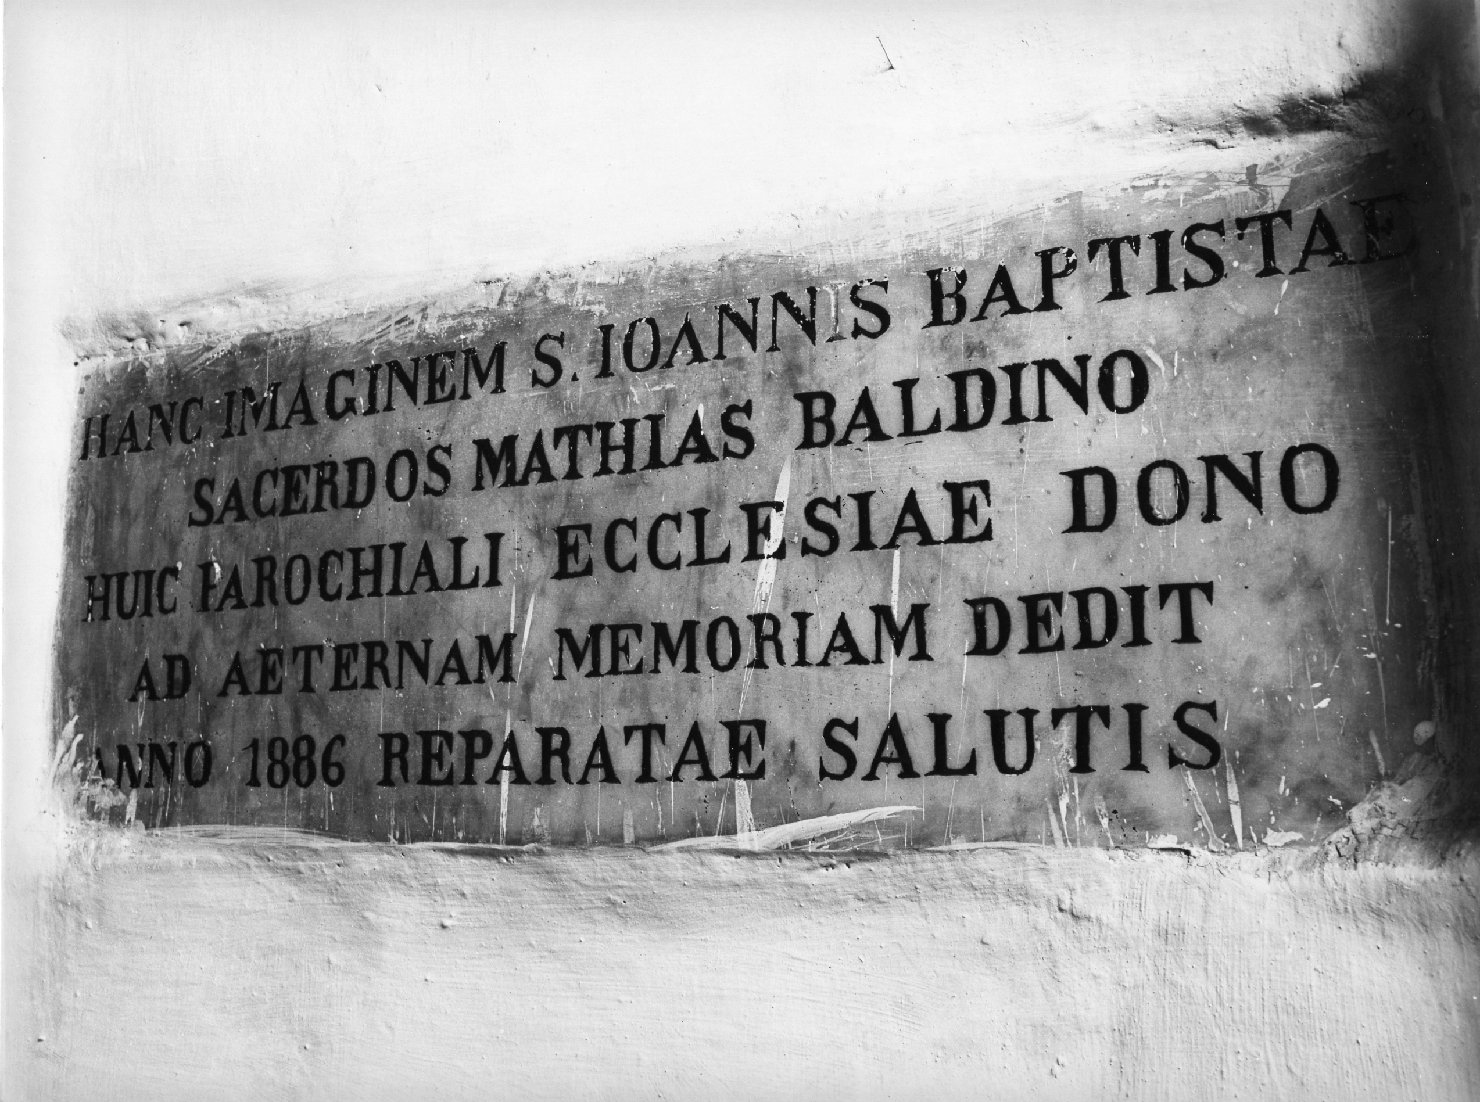 HANC IMAGINEM S. IOANNIS BAPTISTAE
SACERDOS MATHIAS BALDINO
HUIC PAROCHIALI ECCLESIAE DONO
AD AETERNAM MEMORIAM DEDIT
ANNO 1886 REPARATAE SALUTIS